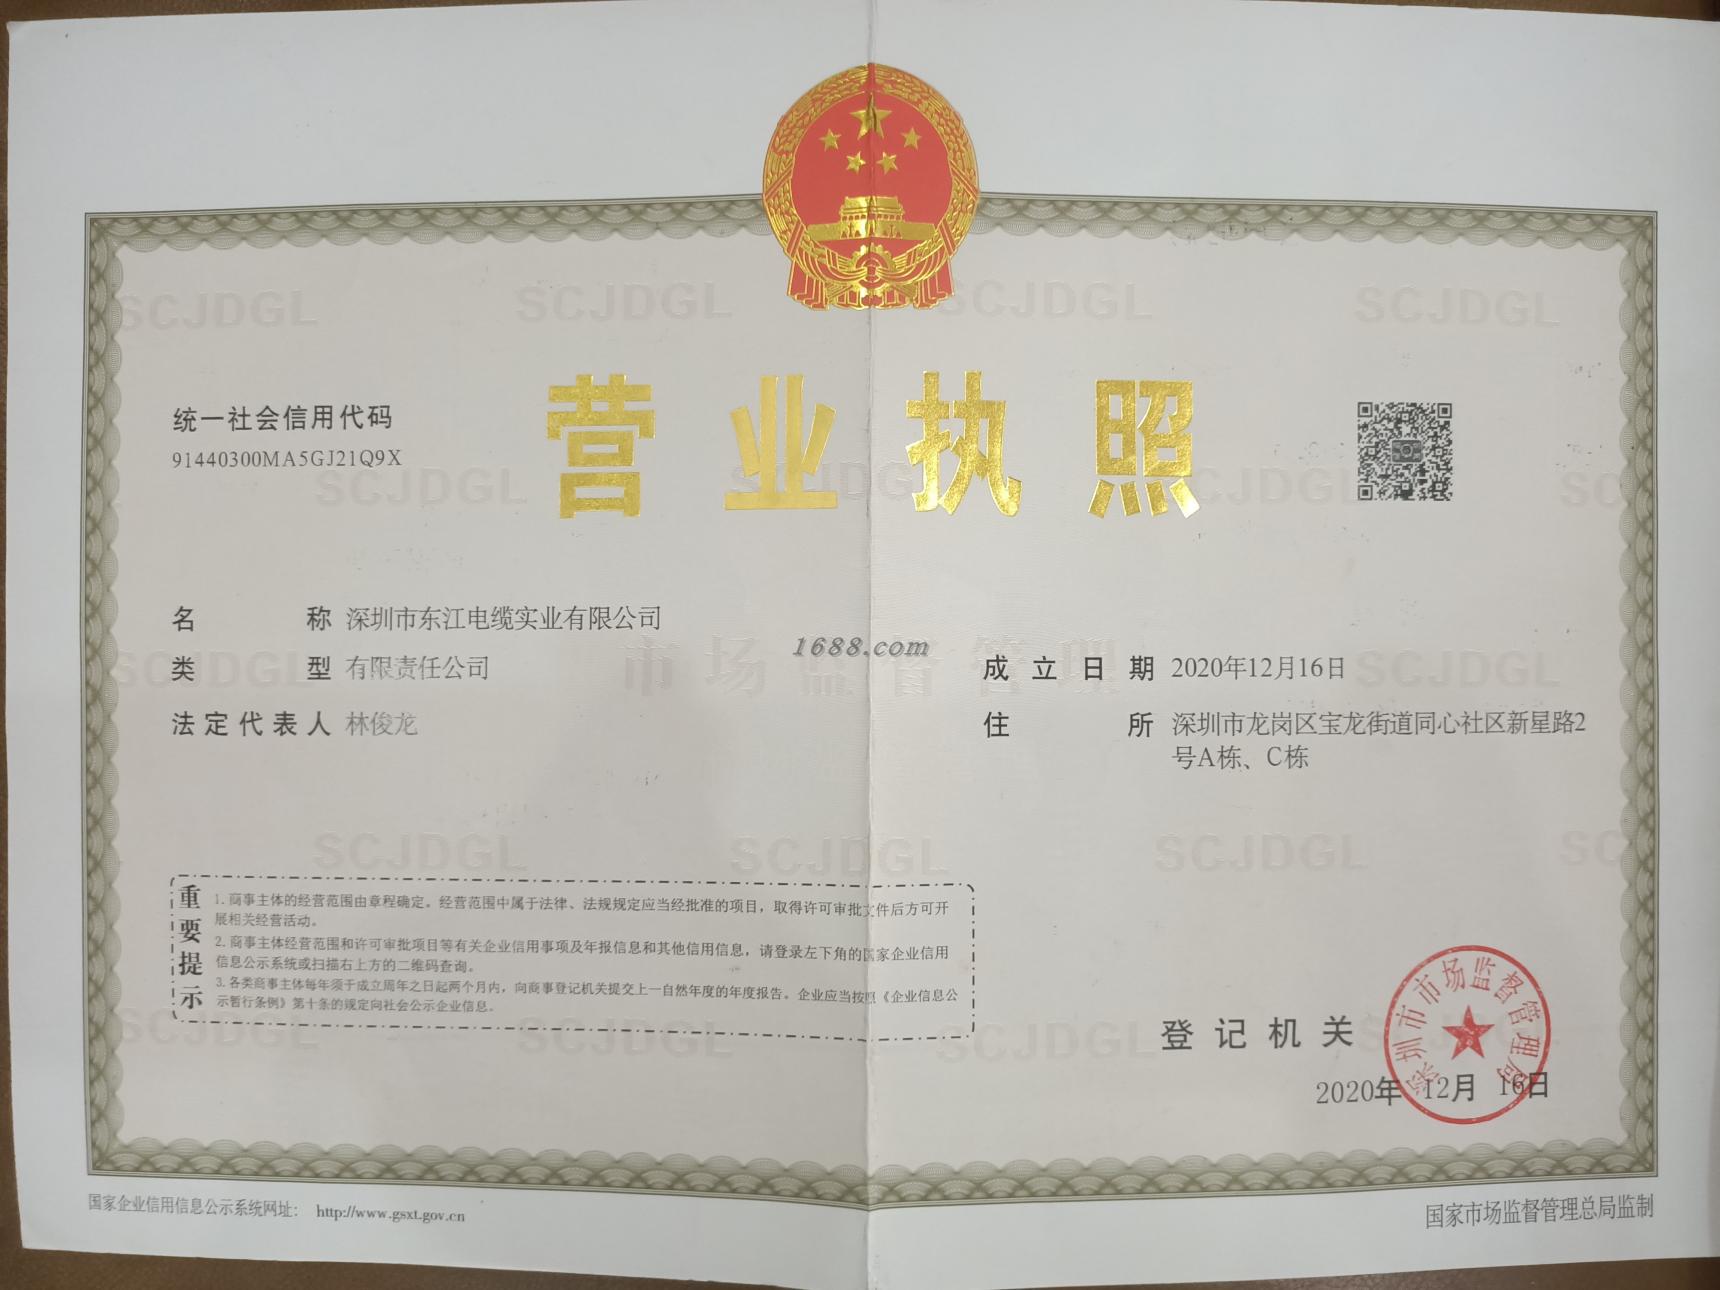 营业执照
统一社会信用代码
91440300MA5GJ21Q9X
名称 深圳市东江电缆实业有限公司
类型 有限责任公司
法定代表人 林俊龙
成立日期 2020年12月16日
住所 深圳市龙岗区宝龙街道同心社区新星路2
号A栋、C栋
1688.com
市场监督管理
SCJDGL
重要提示
1.商事主体的经营范围由章程确定。经营范围中属于法律、法规规定应当经批准的项目，取得许可审批文件后方可开
展相关经营活动。
2.商事主体经营范围和许可审批项目等有关企业信用事项及年报信息和其他信用信息，请登录左下角的国家企业信用
信息公示系统或扫描右上方的二维码查询。
3.各类商事主体每年须于成立周年之日起两个月内，向商事登记机关提交上一自然年度的年度报告。企业应当按照《企业信息公
示暂行条例》第十条的规定向社会公示企业信息。
登记机关
深圳市市场监督管理局
2020年12月16日
国家企业信用信息公示系统网址： http://www.gsxt.gov.cn
国家市场监督管理总局监制